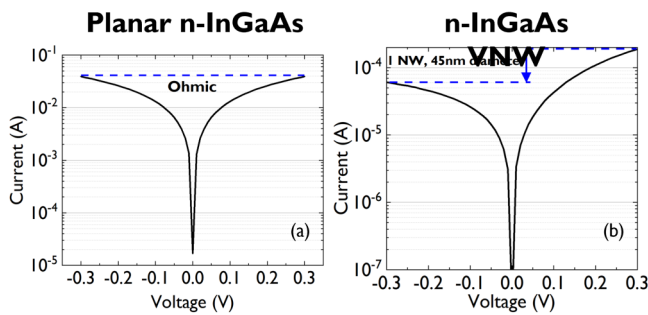 Planar n-InGaAs
n-InGaAs
VNW
10-1
10-2
10-3
10-4
10-5
Current (A)
Ohmic
(a)
-0.3 -0.2 -0.1 0.0 0.1 0.2 0.3
Voltage (V)
1 NW, 45nm diameter
10-4
10-5
10-6
10-7
Current (A)
(b)
-0.3 -0.2 -0.1 0.0 0.1 0.2 0.3
Voltage (V)